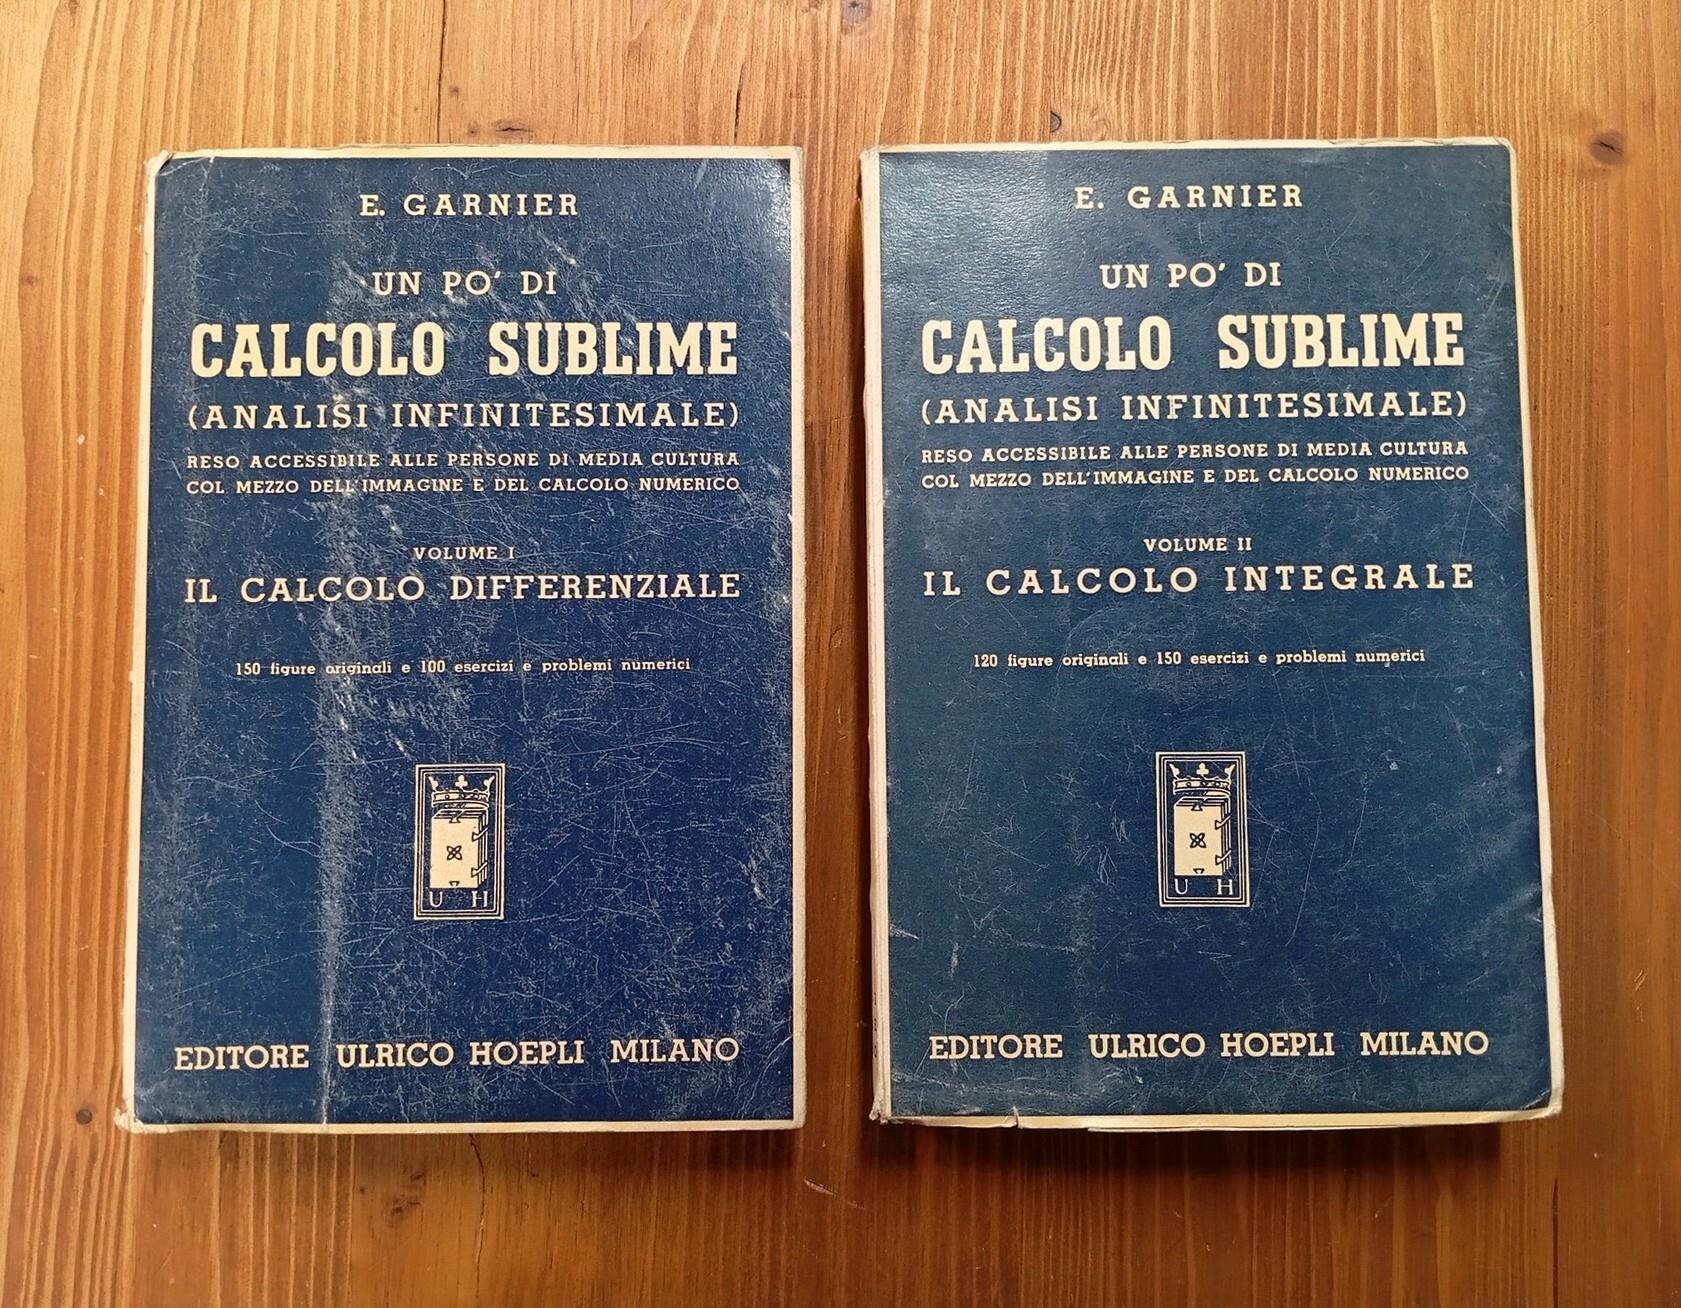 E. GARNIER
UN PO' DI
CALCOLO SUBLIME
(ANALISI INFINITESIMALE)
RESO ACCESSIBILE ALLE PERSONE DI MEDIA CULTURA
COL MEZZO DELL'IMMAGINE E DEL CALCOLO NUMERICO
VOLUME I
IL CALCOLO DIFFERENZIALE
150 figure originali e 100 esercizi e problemi numerici
U H
EDITORE ULRICO HOEPLI MILANO
E. GARNIER
UN PO' DI
CALCOLO SUBLIME
(ANALISI INFINITESIMALE)
RESO ACCESSIBILE ALLE PERSONE DI MEDIA CULTURA
COL MEZZO DELL'IMMAGINE E DEL CALCOLO NUMERICO
VOLUME II
IL CALCOLO INTEGRALE
120 figure originali e 150 esercizi e problemi numerici
U H
EDITORE ULRICO HOEPLI MILANO